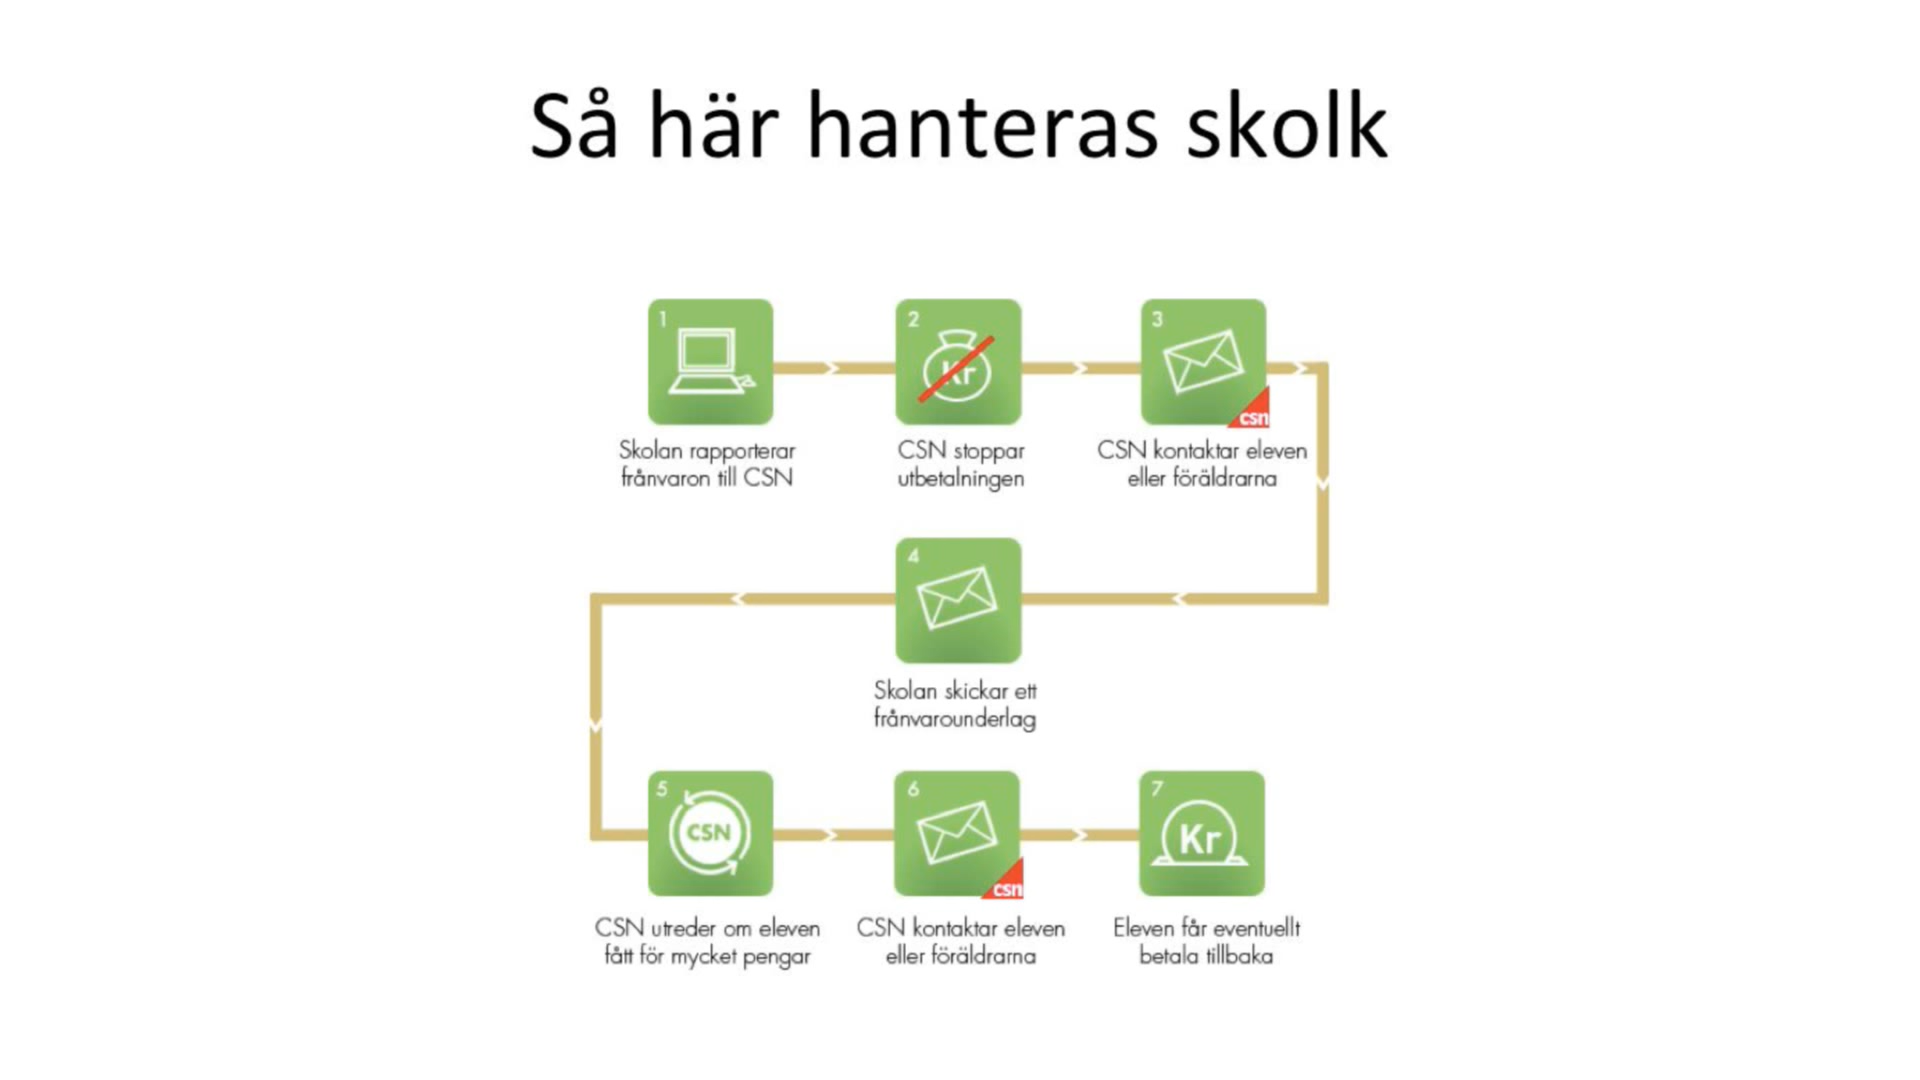 Så här hanteras skolk
1
Kr
2
3
csn
Skolan rapporterar
frånvaron till CSN
CSN stoppar
utbetalningen
CSN kontaktar eleven
eller föräldrarna
4
Skolan skickar ett
frånvarounderlag
5
CSN
6
csn
7
Kr
CSN utreder om eleven
fått för mycket pengar
CSN kontaktar eleven
eller föräldrarna
Eleven får eventuellt
betala tillbaka